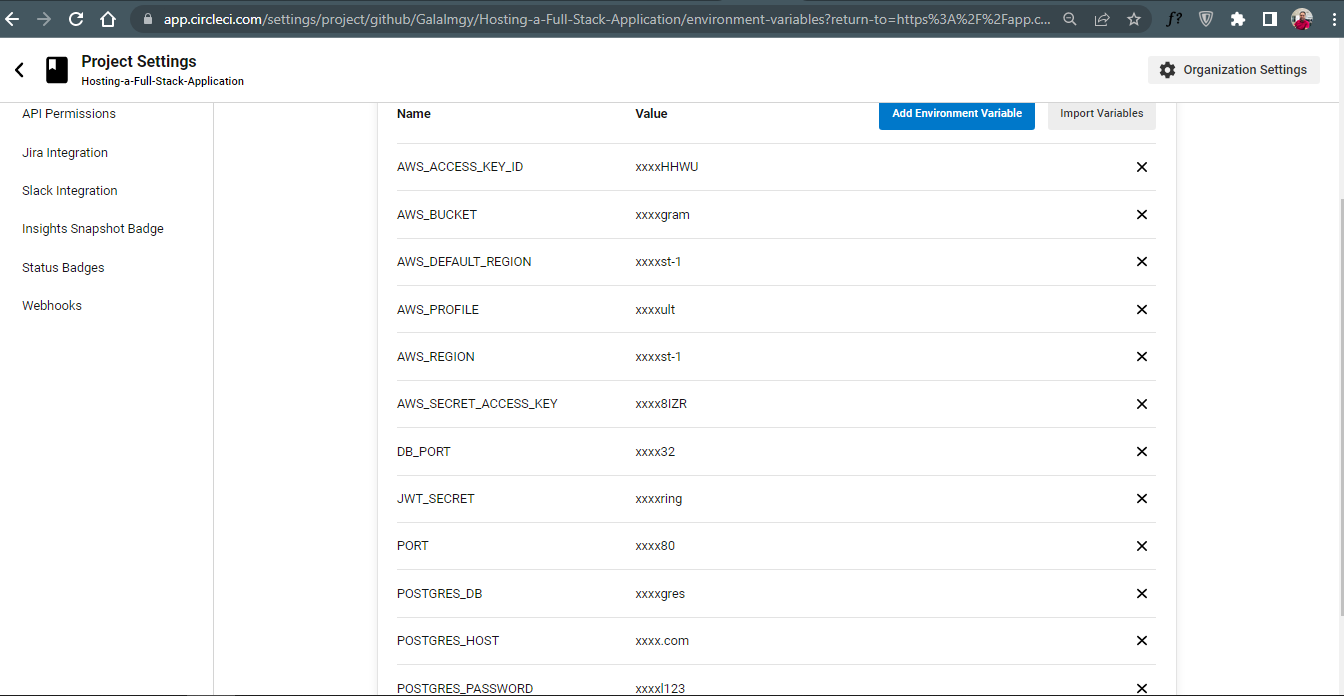 app.circleci.com/settings/project/github/Galalmgy/Hosting-a-Full-Stack-Application/environment-variables?return-to=https%3A%2F%2Fapp.c...
f?
Project Settings
Hosting-a-Full-Stack-Application
Organization Settings
API Permissions
Jira Integration
Slack Integration
Insights Snapshot Badge
Status Badges
Webhooks
Name Value Add Environment Variable Import Variables
AWS_ACCESS_KEY_ID xxxxHHWU
AWS_BUCKET xxxxgram
AWS_DEFAULT_REGION xxxxst-1
AWS_PROFILE xxxxult
AWS_REGION xxxxst-1
AWS_SECRET_ACCESS_KEY xxxx8IZR
DB_PORT xxxx32
JWT_SECRET xxxxring
PORT xxxx80
POSTGRES_DB xxxxgres
POSTGRES_HOST xxxx.com
POSTGRES_PASSWORD xxxxl123